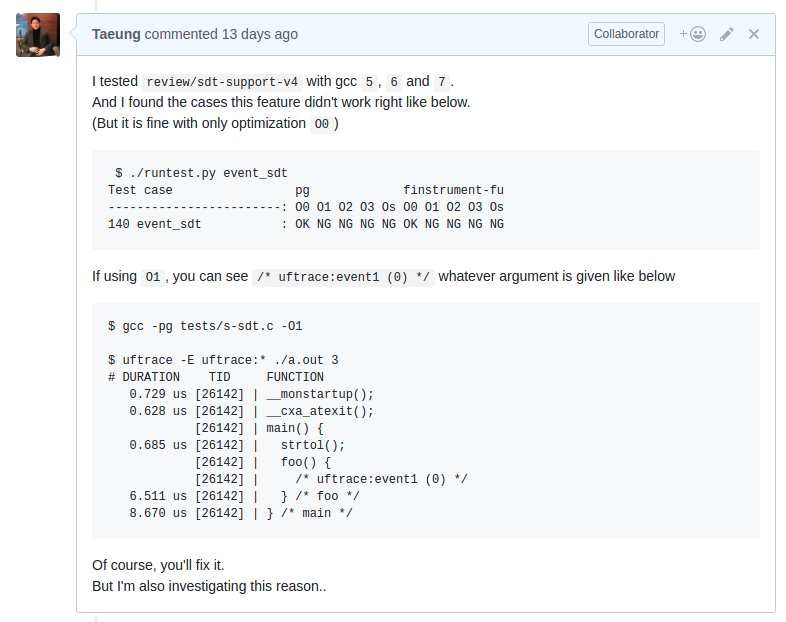 Taeung commented 13 days ago Collaborator
I tested review/sdt-support-v4 with gcc 5 , 6 and 7 .
And I found the cases this feature didn't work right like below.
(But it is fine with only optimization O0 )
$ ./runtest.py event_sdt
Test case                 pg             finstrument-fu
------------------------: O0 O1 O2 O3 Os O0 O1 O2 O3 Os
140 event_sdt           : OK NG NG NG NG OK NG NG NG NG
If using O1 , you can see /* uftrace:event1 (0) */ whatever argument is given like below
$ gcc -pg tests/s-sdt.c -O1
$ uftrace -E uftrace:* ./a.out 3
# DURATION    TID     FUNCTION
   0.729 us [26142] | __monstartup();
   0.628 us [26142] | __cxa_atexit();
            [26142] | main() {
   0.685 us [26142] |   strtol();
            [26142] |   foo() {
            [26142] |     /* uftrace:event1 (0) */
   6.511 us [26142] |   } /* foo */
   8.670 us [26142] | } /* main */
Of course, you'll fix it.
But I'm also investigating this reason..